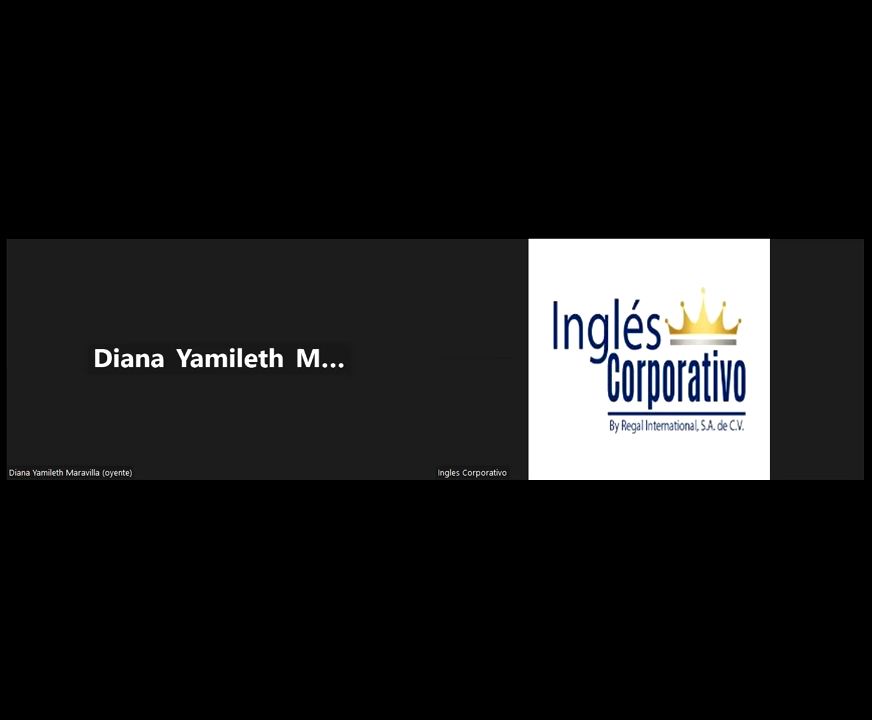 Diana Yamileth M...
Diana Yamileth Maravilla (oyente)
Ingles Corporativo
Inglés
Corporativo
By Regal International, S.A. de C.V.